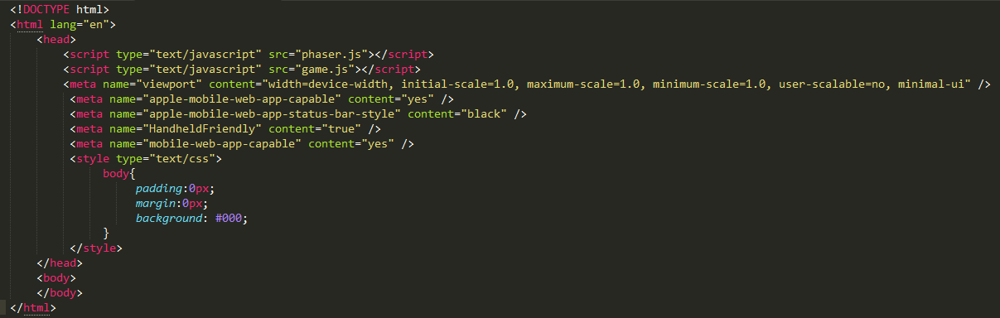 <!DOCTYPE html>
<html lang="en">
<head>
<script type="text/javascript" src="phaser.js"></script>
<script type="text/javascript" src="game.js"></script>
<meta name="viewport" content="width=device-width, initial-scale=1.0, maximum-scale=1.0, minimum-scale=1.0, user-scalable=no, minimal-ui" />
<meta name="apple-mobile-web-app-capable" content="yes" />
<meta name="apple-mobile-web-app-status-bar-style" content="black" />
<meta name="HandheldFriendly" content="true" />
<meta name="mobile-web-app-capable" content="yes" />
<style type="text/css">
body{
padding:0px;
margin:0px;
background: #000;
}
</style>
</head>
<body>
</body>
</html>